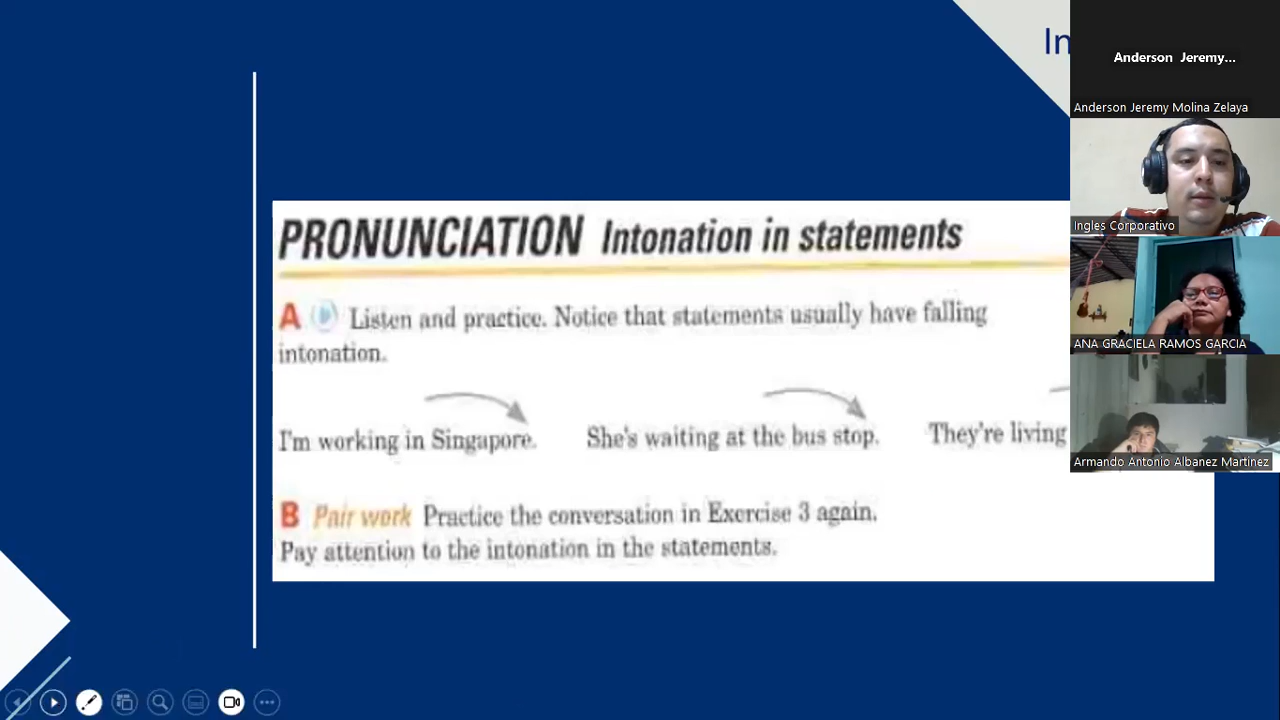 In
Anderson Jeremy...
Anderson Jeremy Molina Zelaya
Ingles Corporativo
ANA GRACIELA RAMOS GARCIA
Armando Antonio Albanez Martinez
PRONUNCIATION Intonation in statements
A Listen and practice. Notice that statements usually have falling
intonation.
I'm working in Singapore. She's waiting at the bus stop. They're living
B Pair work Practice the conversation in Exercise 3 again.
Pay attention to the intonation in the statements.